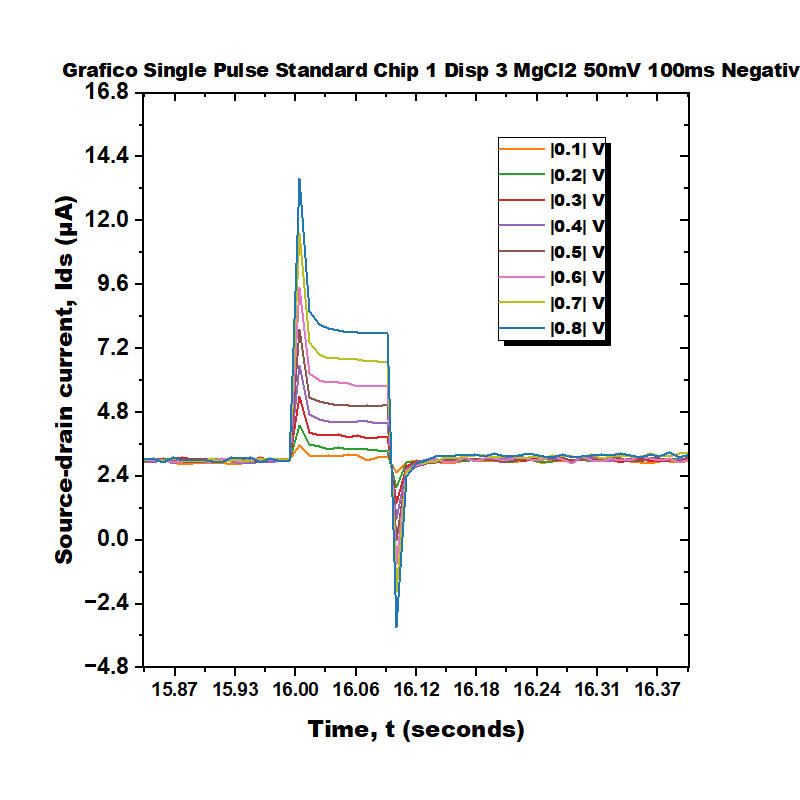 Grafico Single Pulse Standard Chip 1 Disp 3 MgCl2 50mV 100ms Negativ
16.8
14.4
12.0
9.6
7.2
4.8
2.4
0.0
−2.4
−4.8
Source-drain current, Ids (µA)
|0.1| V
|0.2| V
|0.3| V
|0.4| V
|0.5| V
|0.6| V
|0.7| V
|0.8| V
15.87 15.93 16.00 16.06 16.12 16.18 16.24 16.31 16.37
Time, t (seconds)